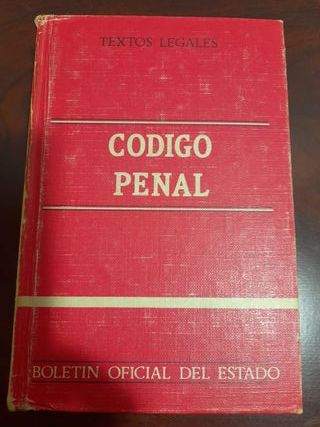 TEXTOS LEGALES
CODIGO
PENAL
BOLETIN OFICIAL DEL ESTADO